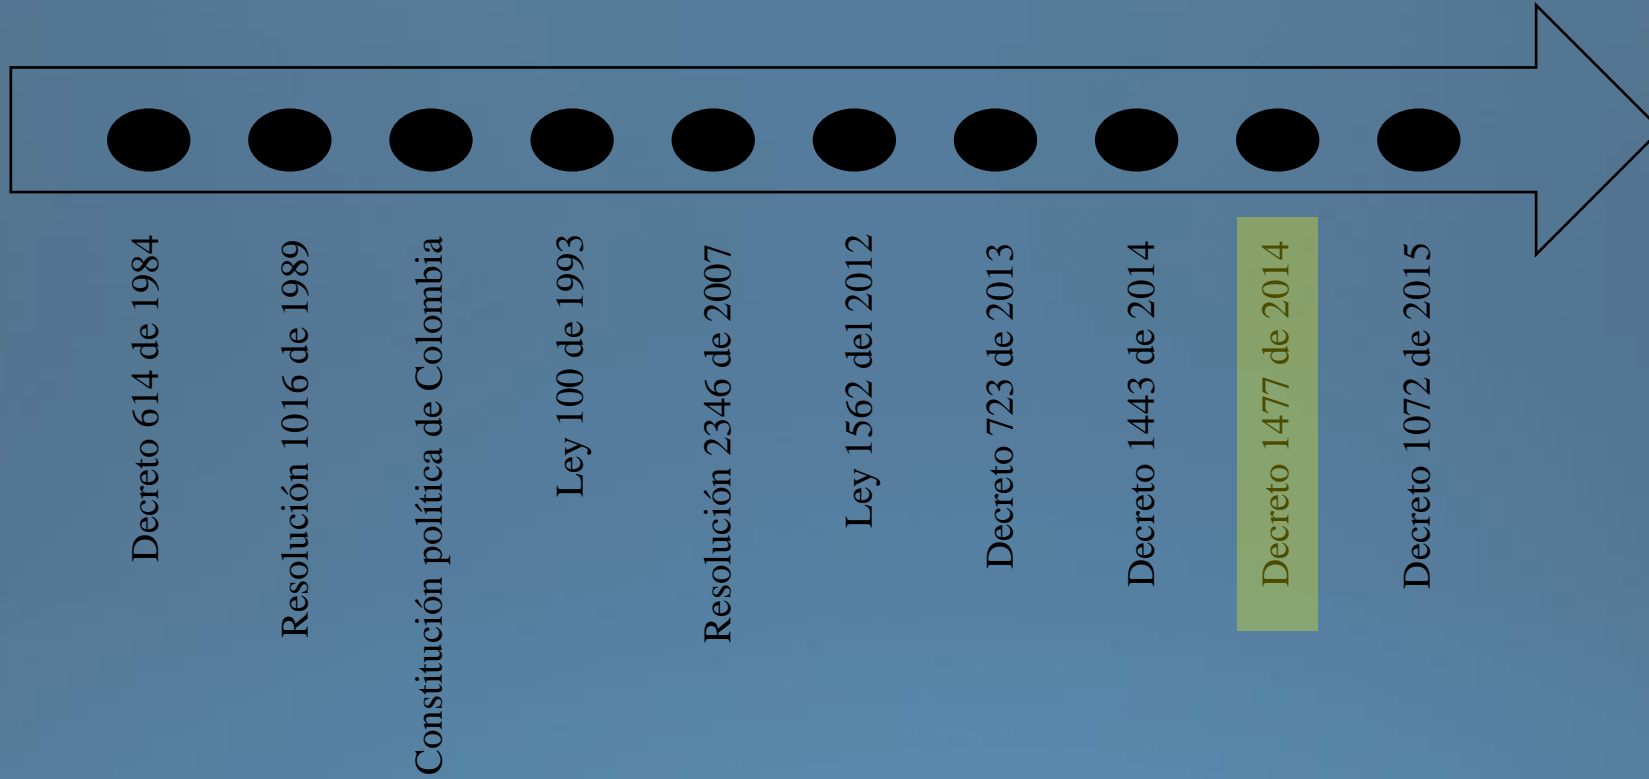 Decreto 614 de 1984
Resolución 1016 de 1989
Constitución política de Colombia
Ley 100 de 1993
Resolución 2346 de 2007
Ley 1562 del 2012
Decreto 723 de 2013
Decreto 1443 de 2014
Decreto 1477 de 2014
Decreto 1072 de 2015